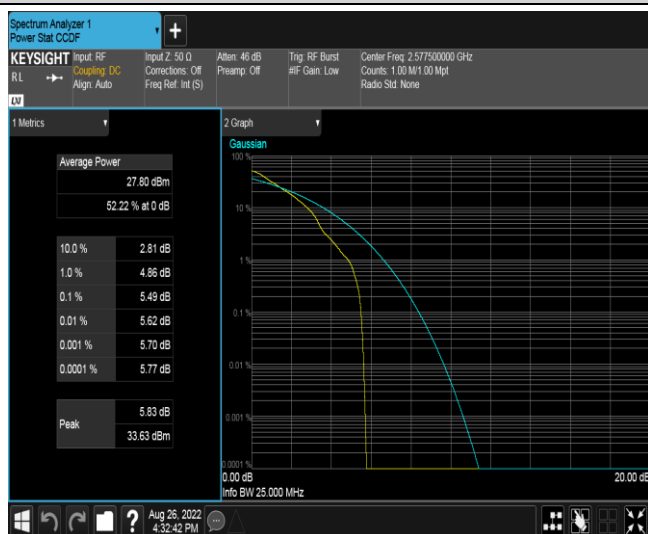 Spectrum Analyzer 1
Power Stat CCDF
KEYSIGHT
RL
LXI
Input: RF
Coupling: DC
Align: Auto
Input Z: 50 Ω
Corrections: Off
Freq Ref: Int (S)
Atten: 46 dB
Preamp: Off
Trig: RF Burst
#IF Gain: Low
Center Freq: 2.577500000 GHz
Counts: 1.00 M/1.00 Mpt
Radio Std: None
1 Metrics
Average Power
27.80 dBm
52.22 % at 0 dB
10.0 % 2.81 dB
1.0 % 4.86 dB
0.1 % 5.49 dB
0.01 % 5.62 dB
0.001 % 5.70 dB
0.0001 % 5.77 dB
Peak
5.83 dB
33.63 dBm
2 Graph
Gaussian
100 %
10 %
1 %
0.1 %
0.01 %
0.001 %
0.0001 %
0.00 dB 20.00 dB
Info BW 25.000 MHz
Aug 26, 2022
4:32:42 PM